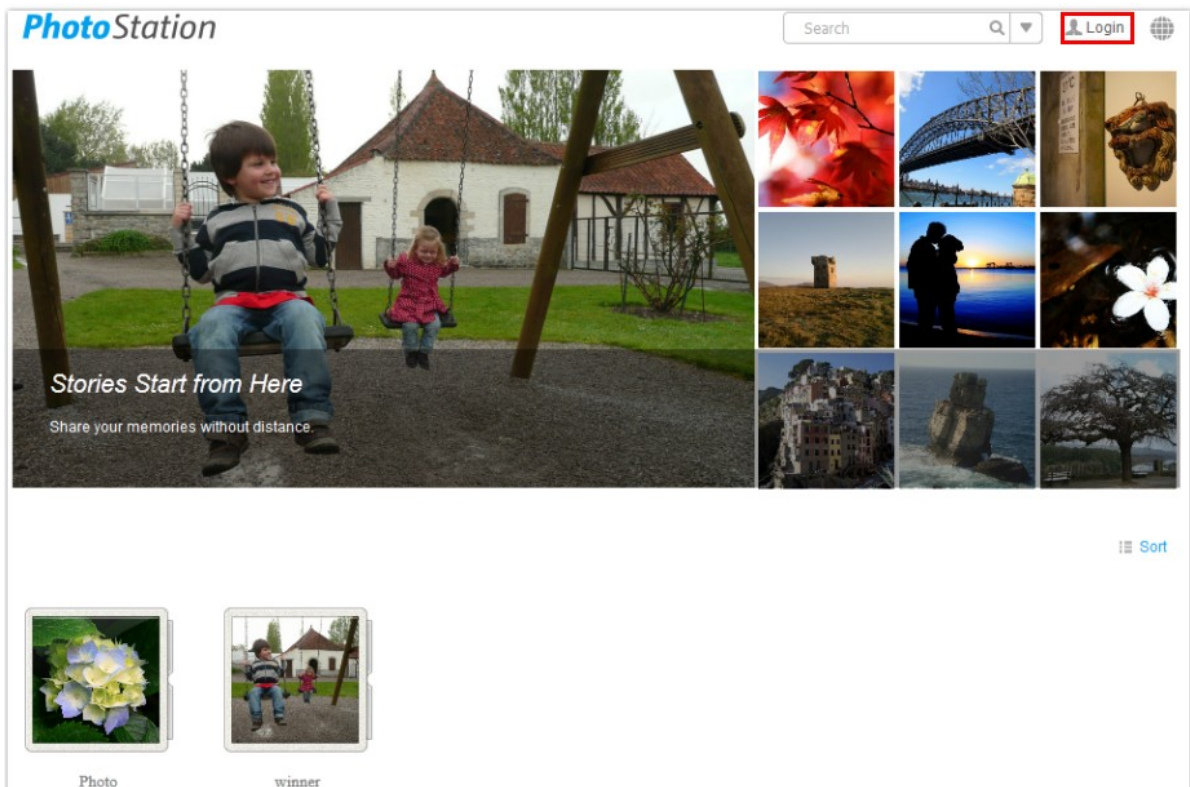 PhotoStation
Search
Login
Stories Start from Here
Share your memories without distance.
Sort
Photo
winner